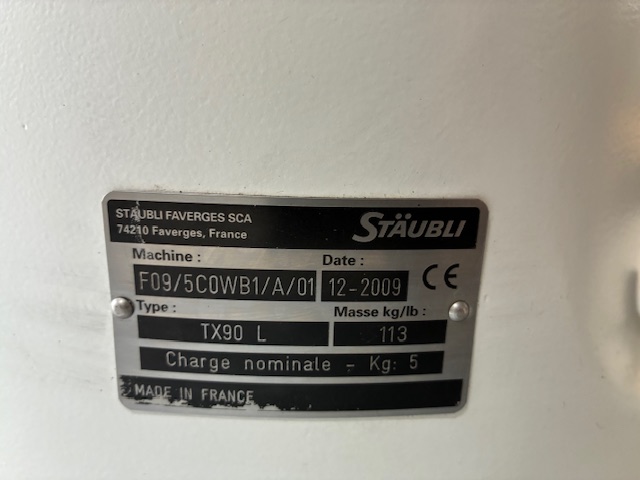 STÄUBLI FAVERGES SCA
74210 Faverges, France
STÄUBLI
Machine : Date :
F09/5C0WB1/A/01 12-2009 CE
Type : Masse kg/lb :
TX90 L 113
Charge nominale - Kg: 5
MADE IN FRANCE